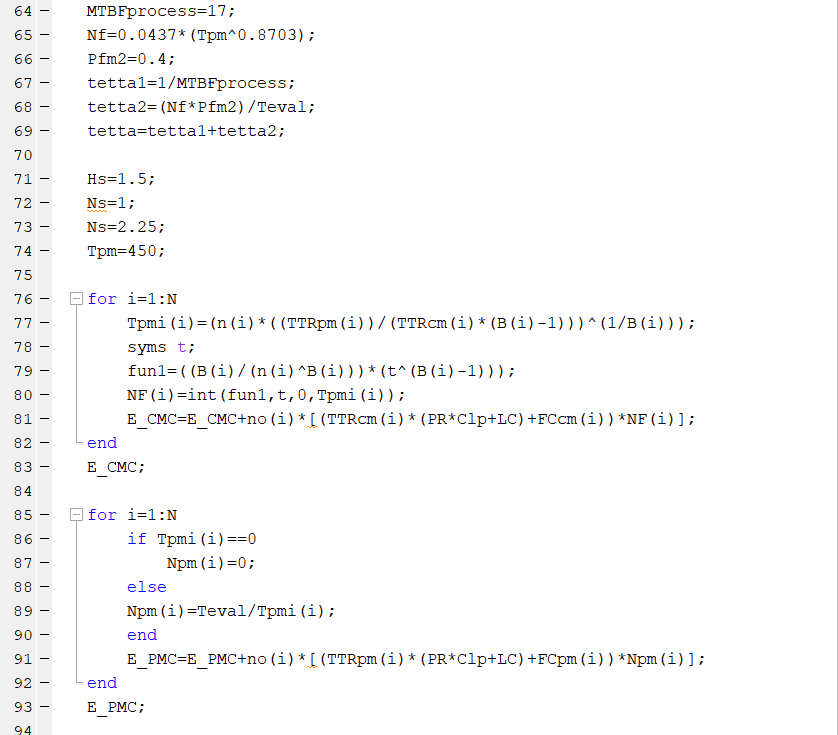 64 – MTBFprocess=17;
65 – Nf=0.0437*(Tpm^0.8703);
66 – Pfm2=0.4;
67 – tetta1=1/MTBFprocess;
68 – tetta2=(Nf*Pfm2)/Teval;
69 – tetta=tetta1+tetta2;
70
71 – Hs=1.5;
72 – Ns=1;
73 – Ns=2.25;
74 – Tpm=450;
75
76 – for i=1:N
77 – Tpmi(i)=(n(i)*((TTRpm(i))/(TTRcm(i)*(B(i)-1)))^(1/B(i)));
78 – syms t;
79 – fun1=((B(i)/(n(i)^B(i)))*(t^(B(i)-1)));
80 – NF(i)=int(fun1,t,0,Tpmi(i));
81 – E_CMC=E_CMC+no(i)*[(TTRcm(i)*(PR*Clp+LC)+FCcm(i))*NF(i)];
82 – end
83 – E_CMC;
84
85 – for i=1:N
86 – if Tpmi(i)==0
87 – Npm(i)=0;
88 – else
89 – Npm(i)=Teval/Tpmi(i);
90 – end
91 – E_PMC=E_PMC+no(i)*[(TTRpm(i)*(PR*Clp+LC)+FCpm(i))*Npm(i)];
92 – end
93 – E_PMC;
94